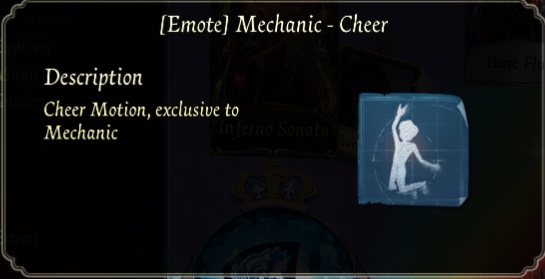 [Emote] Mechanic - Cheer
Description
Cheer Motion, exclusive to
Mechanic
Inferno Sonata